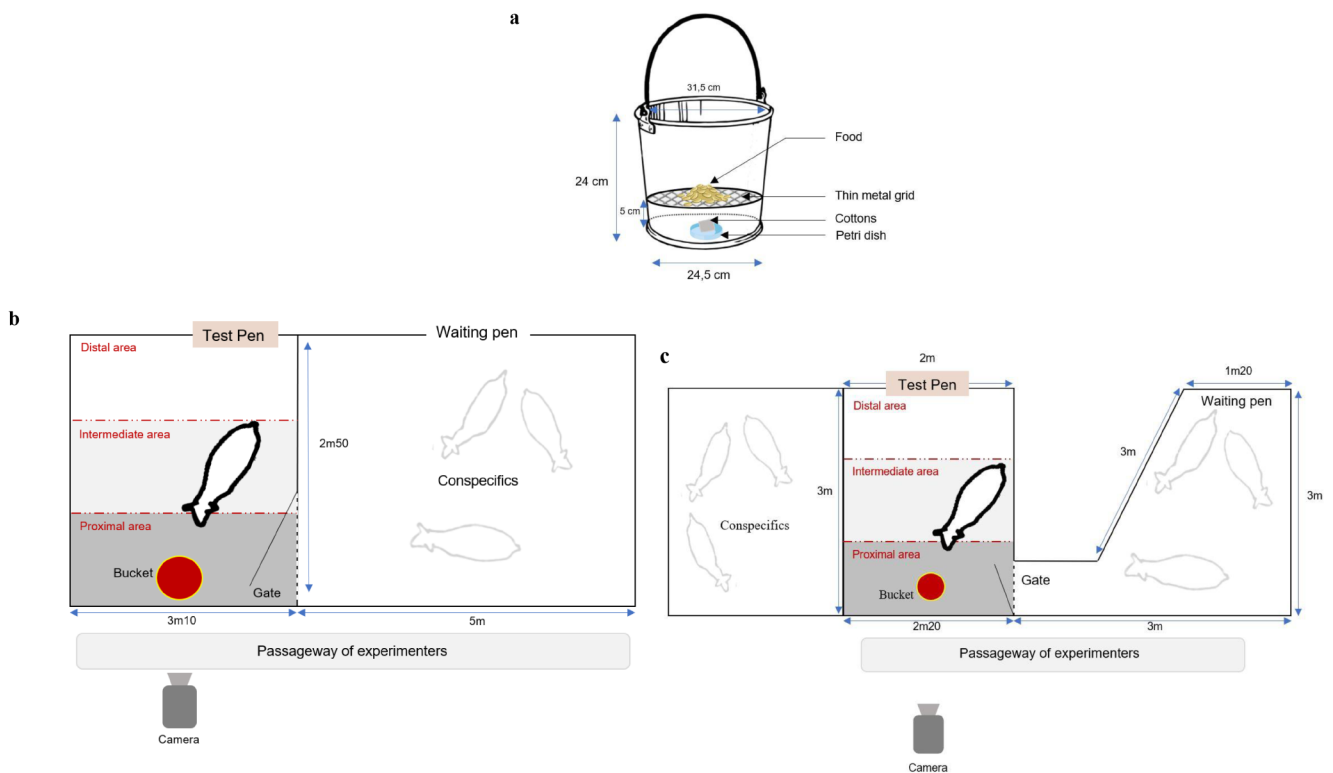 a
31,5 cm
Food
24 cm
Thin metal grid
5 cm
Cottons
Petri dish
24,5 cm
b
Test Pen
Waiting pen
Distal area
Intermediate area
2m50
Conspecifics
Proximal area
Bucket
Gate
3m10
5m
Passageway of experimenters
Camera
c
2m
1m20
Test Pen
Waiting pen
Distal area
3m
Intermediate area
3m
3m
Conspecifics
Proximal area
Gate
Bucket
2m20
3m
Passageway of experimenters
Camera